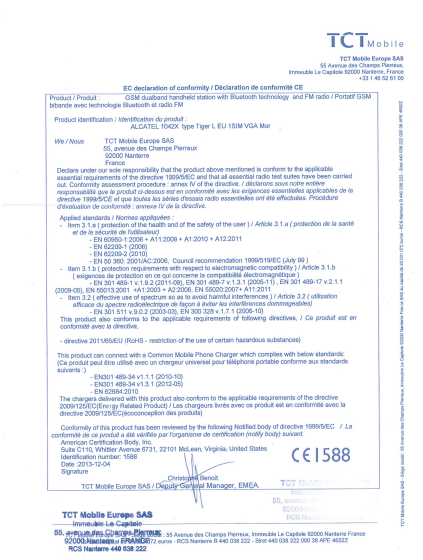 TCT Mobile
TCT Mobile Europe SAS
55 Avenue des Champs Pierreux,
Immeuble Le Capitole 92000 Nanterre, France
+33 1 46 52 61 00
EC declaration of conformity / Déclaration de conformité CE
Product / Produit : GSM dualband handheld station with Bluetooth technology and FM radio / Portatif GSM
bibande avec technologie Bluetooth et radio FM
Product identification / Identification du produit :
ALCATEL 1042X type Tiger L EU 1SIM VGA Mor
We / Nous TCT Mobile Europe SAS
55, avenue des Champs Pierreux
92000 Nanterre
France
Declare under our sole responsibility that the product above mentioned is conform to the applicable
essential requirements of the directive 1999/5/EC and that all essential radio test suites have been carried
out. Conformity assessment procedure : annex IV of the directive. / déclarons sous notre entière
responsabilité que le produit ci-dessus est en conformité avec les exigences essentielles applicables de la
directive 1999/5/CE et que toutes les séries d'essais radio essentielles ont été effectuées. Procédure
d'évaluation de conformité : annexe IV de la directive.
Applied standards / Normes appliquées :
- Item 3.1.a ( protection of the health and of the safety of the user ) / Article 3.1.a ( protection de la santé
et de la sécurité de l'utilisateur)
- EN 60950-1:2006 + A11:2009 + A1:2010 + A12:2011
- EN 62209-1 (2006)
- EN 62209-2 (2010)
- EN 50 360: 2001/AC:2006, Council recommendation 1999/519/EC (July 99 )
- Item 3.1.b ( protection requirements with respect to electromagnetic compatibility ) / Article 3.1.b
( exigences de protection en ce qui concerne la compatibilité électromagnétique )
- EN 301 489-1 v.1.9.2 (2011-09), EN 301 489-7 v.1.3.1 (2005-11) , EN 301 489-17 v.2.1.1
(2009-05), EN 55013:2001 +A1:2003 + A2:2006, EN 55020:2007+ A11:2011
- Item 3.2 ( effective use of spectrum so as to avoid harmful interferences ) / Article 3.2 ( utilisation
efficace du spectre radioélectrique de façon à éviter les interférences dommageables)
- EN 301 511 v.9.0.2 (2003-03), EN 300 328 v.1.7.1 (2006-10)
This product also conforms to the applicable requirements of following directives, / Ce produit est en
conformité avec la directive,
- directive 2011/65/EU (RoHS - restriction of the use of certain hazardous substances)
This product can connect with a Common Mobile Phone Charger which complies with below standards:
(Ce produit peut être utilisé avec un chargeur universel pour téléphone portable conforme aux standards
suivants :)
- EN301 489-34 v1.1.1 (2010-10)
- EN301 489-34 v1.3.1 (2012-05)
- EN 62684:2010
The chargers delivered with this product also conform to the applicable requirements of the directive
2009/125/EC(Energy Related Product) / Les chargeurs livrés avec ce produit est en conformité avec la
directive 2009/125/EC(écoconception des produits)
Conformity of this product has been reviewed by the following Notified body of directive 1999/5/EC / La
conformité de ce produit a été vérifiée par l'organisme de certification (notify body) suivant.
American Certification Body, Inc.
Suite C110, Whittier Avenue 6731, 22101 McLean, Virginia, United States
Identification number: 1588
Date :2013-12-04
Signature
CE1588
Christophe Benoit
TCT Mobile Europe SAS / Deputy General Manager, EMEA.
TCT Mobile Europe SAS
Immeuble Le Capitole
55, avenue des Champs Pierreux
92000 Nanterre - FRANCE
RCS Nanterre 440 038 222